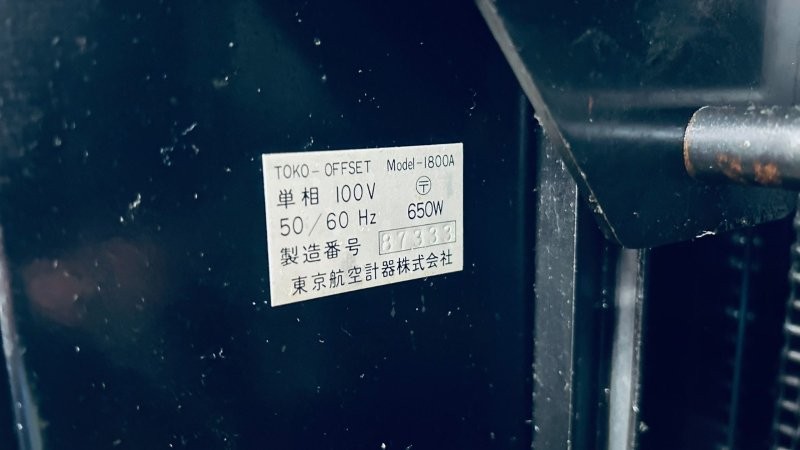 TOKO-OFFSET Model-1800A
単相 100V 〶
50/60 Hz 650W
製造番号 87333
東京航空計器株式会社